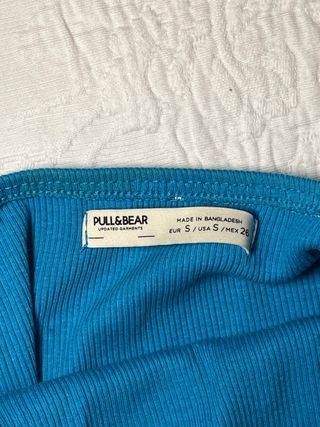 PULL&BEAR
UPDATED GARMENTS
MADE IN BANGLADESH
EUR S / USA S / MEX 26